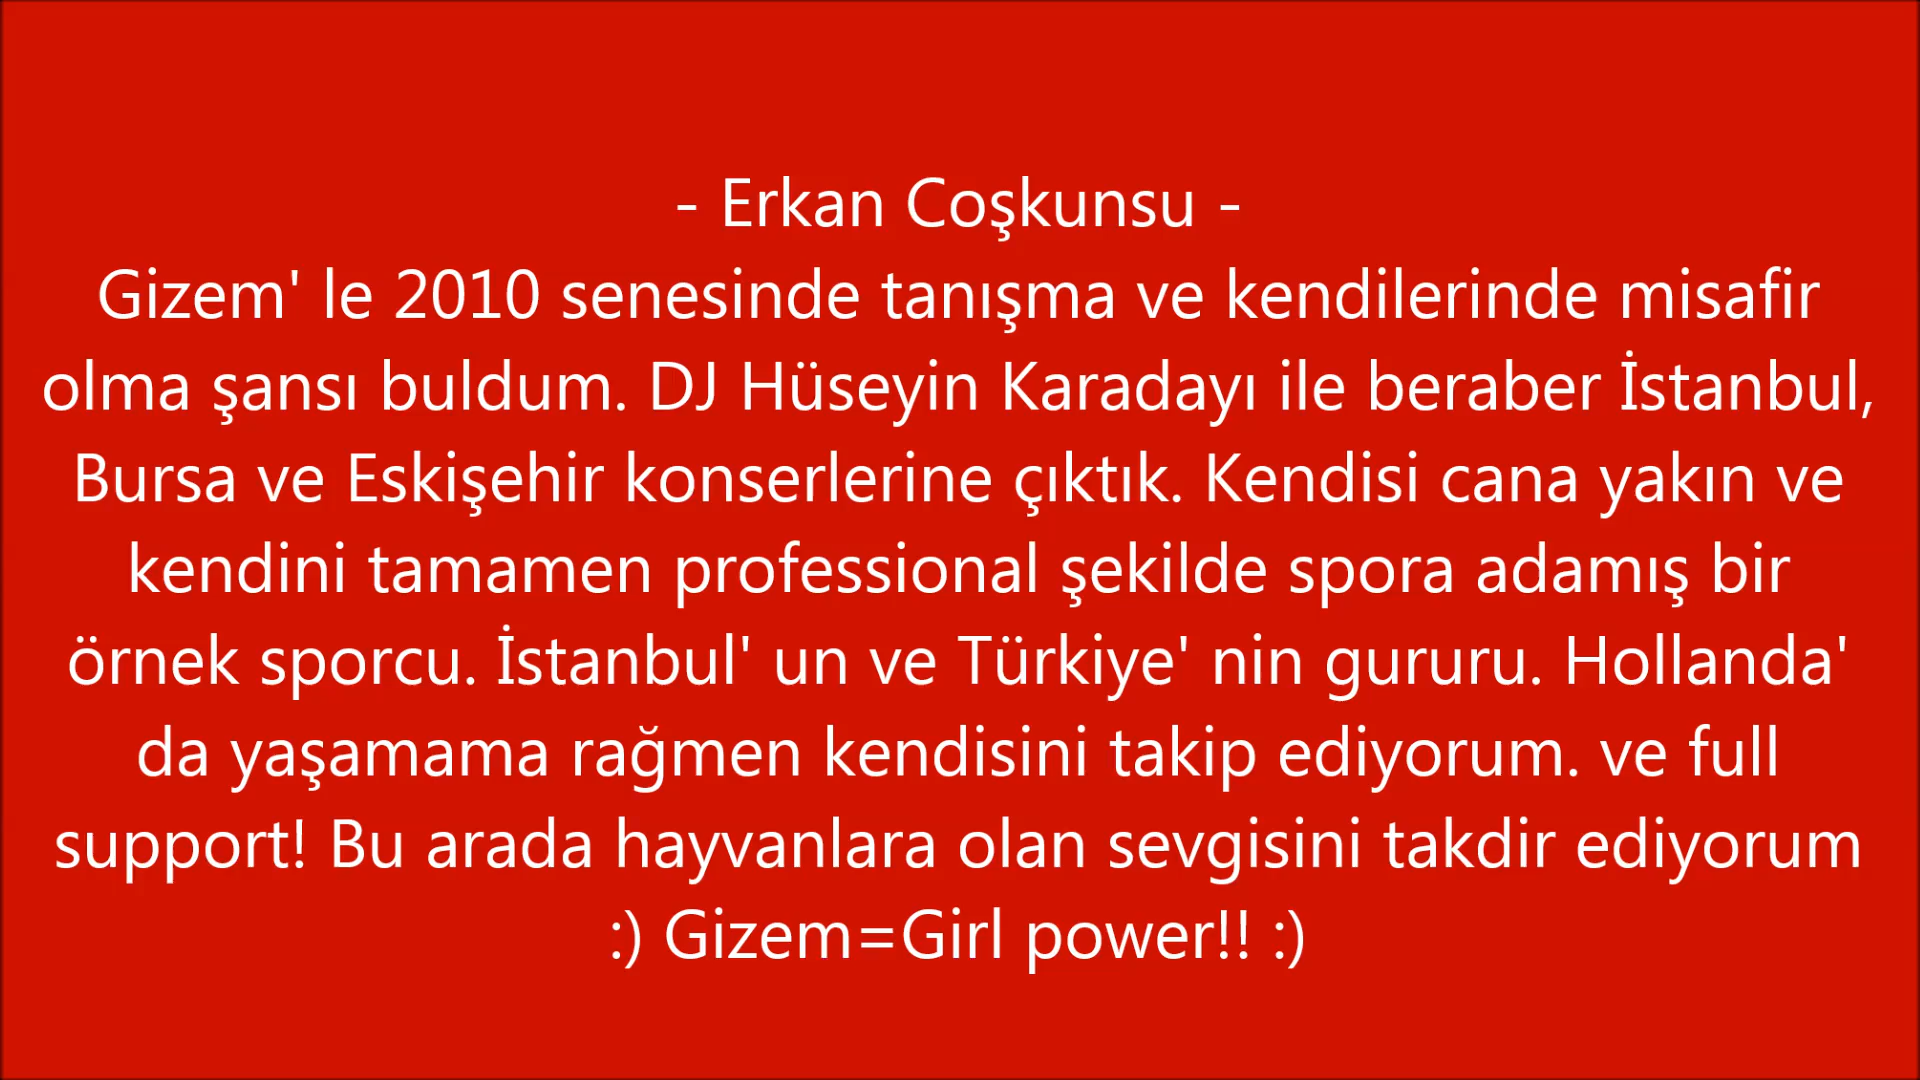 - Erkan Coşkunsu -
Gizem' le 2010 senesinde tanışma ve kendilerinde misafir
olma şansı buldum. DJ Hüseyin Karadayı ile beraber İstanbul,
Bursa ve Eskişehir konserlerine çıktık. Kendisi cana yakın ve
kendini tamamen professional şekilde spora adamış bir
örnek sporcu. İstanbul' un ve Türkiye' nin gururu. Hollanda'
da yaşamama rağmen kendisini takip ediyorum. ve full
support! Bu arada hayvanlara olan sevgisini takdir ediyorum
:) Gizem=Girl power!! :)